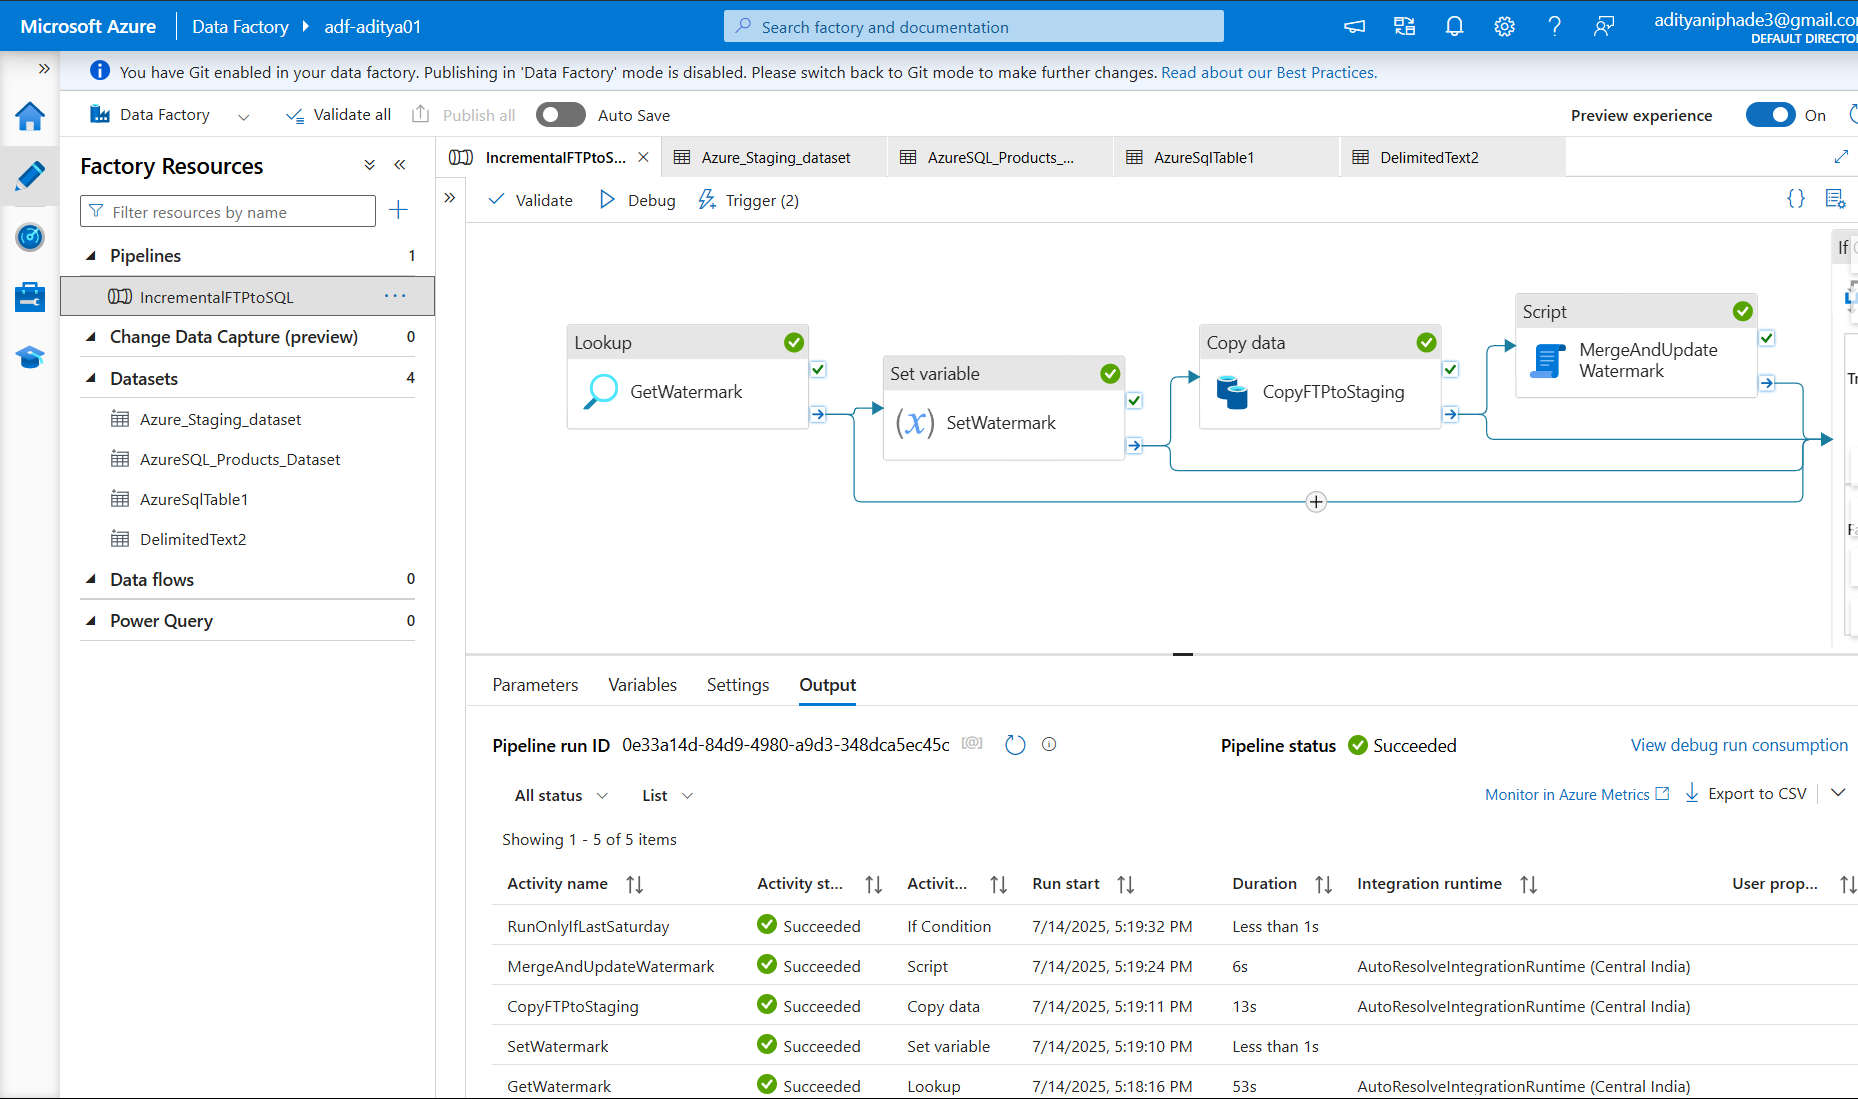 Microsoft Azure
Data Factory
adf-aditya01
Search factory and documentation
adityaniphade3@gmail.co
DEFAULT DIRECTO
You have Git enabled in your data factory. Publishing in 'Data Factory' mode is disabled. Please switch back to Git mode to make further changes. Read about our Best Practices.
Data Factory
Validate all
Publish all
Auto Save
Preview experience
On
Factory Resources
Filter resources by name
Pipelines 1
IncrementalFTPtoSQL
Change Data Capture (preview) 0
Datasets 4
Azure_Staging_dataset
AzureSQL_Products_Dataset
AzureSqlTable1
DelimitedText2
Data flows 0
Power Query 0
IncrementalFTPtoS...
Azure_Staging_dataset
AzureSQL_Products_...
AzureSqlTable1
DelimitedText2
Validate
Debug
Trigger (2)
{}
Lookup
GetWatermark
Set variable
(x) SetWatermark
Copy data
CopyFTPtoStaging
Script
MergeAndUpdate
Watermark
If
Parameters Variables Settings Output
Pipeline run ID 0e33a14d-84d9-4980-a9d3-348dca5ec45c [@]
Pipeline status Succeeded
View debug run consumption
All status List
Monitor in Azure Metrics
Export to CSV
Showing 1 - 5 of 5 items
Activity name Activity st... Activit... Run start Duration Integration runtime User prop...
RunOnlyIfLastSaturday Succeeded If Condition 7/14/2025, 5:19:32 PM Less than 1s
MergeAndUpdateWatermark Succeeded Script 7/14/2025, 5:19:24 PM 6s AutoResolveIntegrationRuntime (Central India)
CopyFTPtoStaging Succeeded Copy data 7/14/2025, 5:19:11 PM 13s AutoResolveIntegrationRuntime (Central India)
SetWatermark Succeeded Set variable 7/14/2025, 5:19:10 PM Less than 1s
GetWatermark Succeeded Lookup 7/14/2025, 5:18:16 PM 53s AutoResolveIntegrationRuntime (Central India)